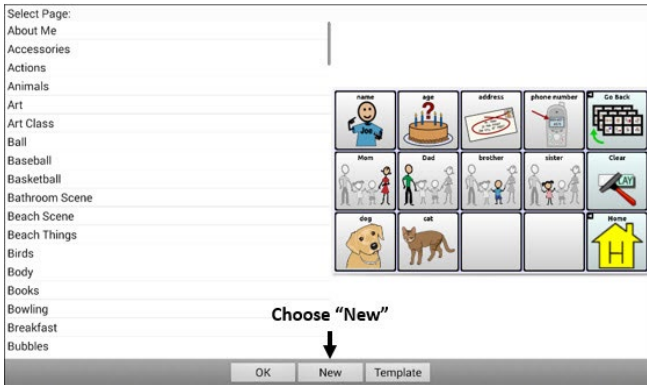 Select Page:
About Me
Accessories
Actions
Animals
Art
Art Class
Ball
Baseball
Basketball
Bathroom Scene
Beach Scene
Beach Things
Birds
Body
Books
Bowling
Breakfast
Bubbles
name age address phone number Go Back
Joe
?
Mom Dad brother sister Clear
dog cat Home
H
Choose “New”
OK New Template